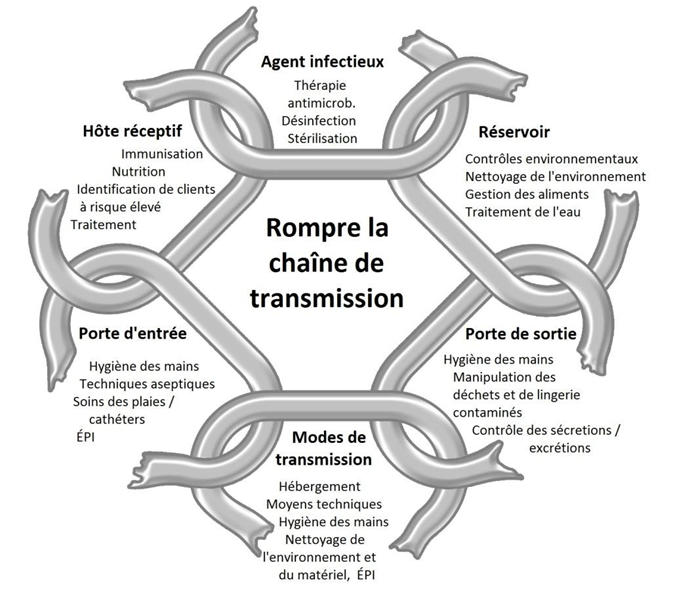 Agent infectieux
Thérapie
antimicrob.
Désinfection
Stérilisation
Réservoir
Contrôles environnementaux
Nettoyage de l'environnement
Gestion des aliments
Traitement de l'eau
Porte de sortie
Hygiène des mains
Manipulation des
déchets et de lingerie
contaminés
Contrôle des sécretions /
excrétions
Modes de
transmission
Hébergement
Moyens techniques
Hygiène des mains
Nettoyage de
l'environnement et
du matériel, ÉPI
Porte d'entrée
Hygiène des mains
Techniques aseptiques
Soins des plaies /
cathéters
ÉPI
Hôte réceptif
Immunisation
Nutrition
Identification de clients
à risque élevé
Traitement
Rompre la
chaîne de
transmission